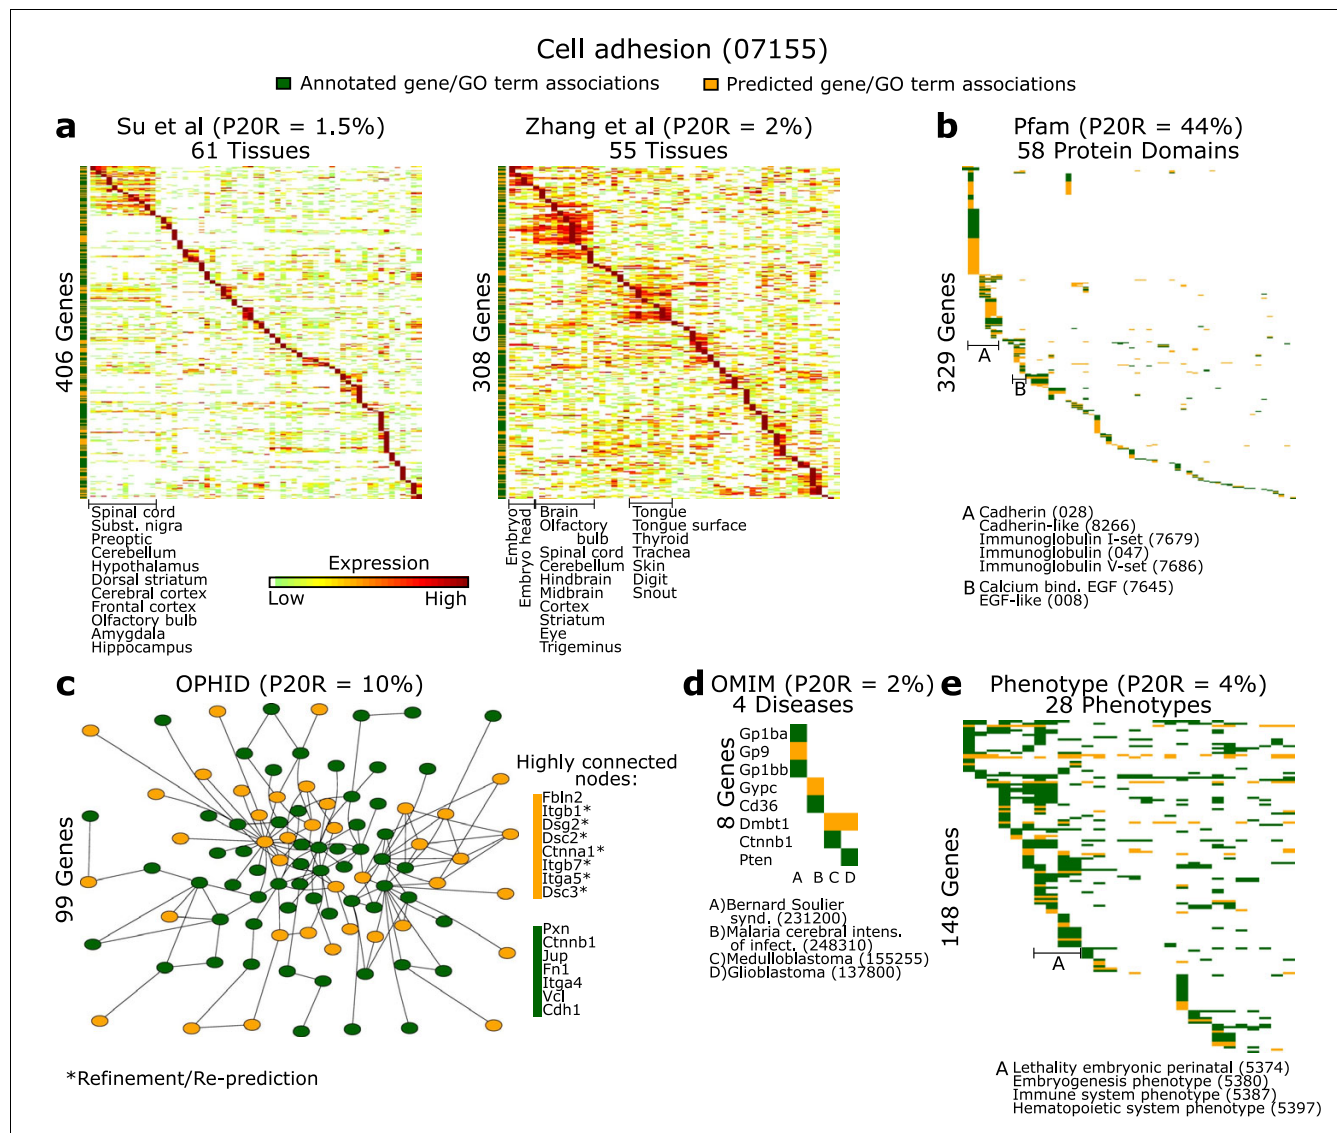 Cell adhesion (07155)
Annotated gene/GO term associations
Predicted gene/GO term associations
a
Su et al (P20R = 1.5%)
61 Tissues
406 Genes
Spinal cord
Subst. nigra
Preoptic
Cerebellum
Hypothalamus
Dorsal striatum
Cerebral cortex
Frontal cortex
Olfactory bulb
Amygdala
Hippocampus
Expression
Low High
Zhang et al (P20R = 2%)
55 Tissues
308 Genes
Embryo
Embryo head
Brain
Olfactory
bulb
Spinal cord
Cerebellum
Hindbrain
Midbrain
Cortex
Striatum
Eye
Trigeminus
Tongue
Tongue surface
Thyroid
Trachea
Skin
Digit
Snout
b
Pfam (P20R = 44%)
58 Protein Domains
329 Genes
A
B
A Cadherin (028)
Cadherin-like (8266)
Immunoglobulin I-set (7679)
Immunoglobulin (047)
Immunoglobulin V-set (7686)
B Calcium bind. EGF (7645)
EGF-like (008)
c
OPHID (P20R = 10%)
99 Genes
Highly connected
nodes:
Fbln2
Itgb1*
Dsg2*
Dsc2*
Ctnna1*
Itgb7*
Itga5*
Dsc3*
Pxn
Ctnnb1
Jup
Fn1
Itga4
Vcl
Cdh1
*Refinement/Re-prediction
d
OMIM (P20R = 2%)
4 Diseases
8 Genes
Gp1ba
Gp9
Gp1bb
Gypc
Cd36
Dmbt1
Ctnnb1
Pten
A B C D
A)Bernard Soulier
synd. (231200)
B)Malaria cerebral intens.
of infect. (248310)
C)Medulloblastoma (155255)
D)Glioblastoma (137800)
e
Phenotype (P20R = 4%)
28 Phenotypes
148 Genes
A
A Lethality embryonic perinatal (5374)
Embryogenesis phenotype (5380)
Immune system phenotype (5387)
Hematopoietic system phenotype (5397)